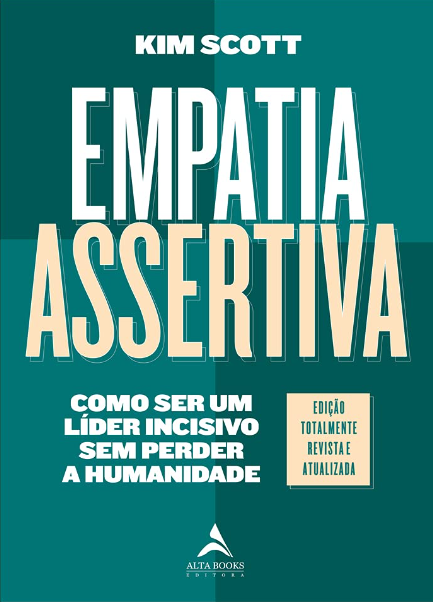 KIM SCOTT
EMPATIA
ASSERTIVA
COMO SER UM
LÍDER INCISIVO
SEM PERDER
A HUMANIDADE
EDIÇÃO
TOTALMENTE
REVISTA E
ATUALIZADA
ALTA BOOKS
EDITORA